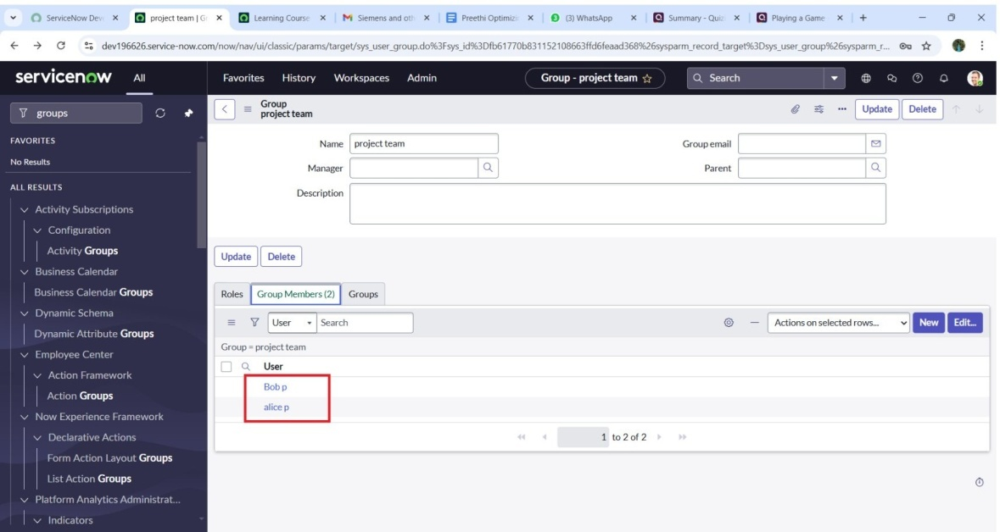 ServiceNow Dev
project team | G
Learning Course
Siemens and oth
Preethi Optimizi
(3) WhatsApp
Summary - Quiz
Playing a Game
dev196626.service-now.com/now/nav/ui/classic/params/target/sys_user_group.do%3Fsys_id%3Dfb61770b831152108663ffd6feaad368%26sysparm_record_target%3Dsys_user_group%26sysparm_r...
servicenow All Favorites History Workspaces Admin Group - project team Search
groups
Group
project team
Update Delete
FAVORITES
No Results
ALL RESULTS
Activity Subscriptions
Configuration
Activity Groups
Business Calendar
Business Calendar Groups
Dynamic Schema
Dynamic Attribute Groups
Employee Center
Action Framework
Action Groups
Now Experience Framework
Declarative Actions
Form Action Layout Groups
List Action Groups
Platform Analytics Administrat...
Indicators
Name project team Group email
Manager Parent
Description
Update Delete
Roles Group Members (2) Groups
User Search Actions on selected rows... New Edit...
Group = project team
User
Bob p
alice p
1 to 2 of 2